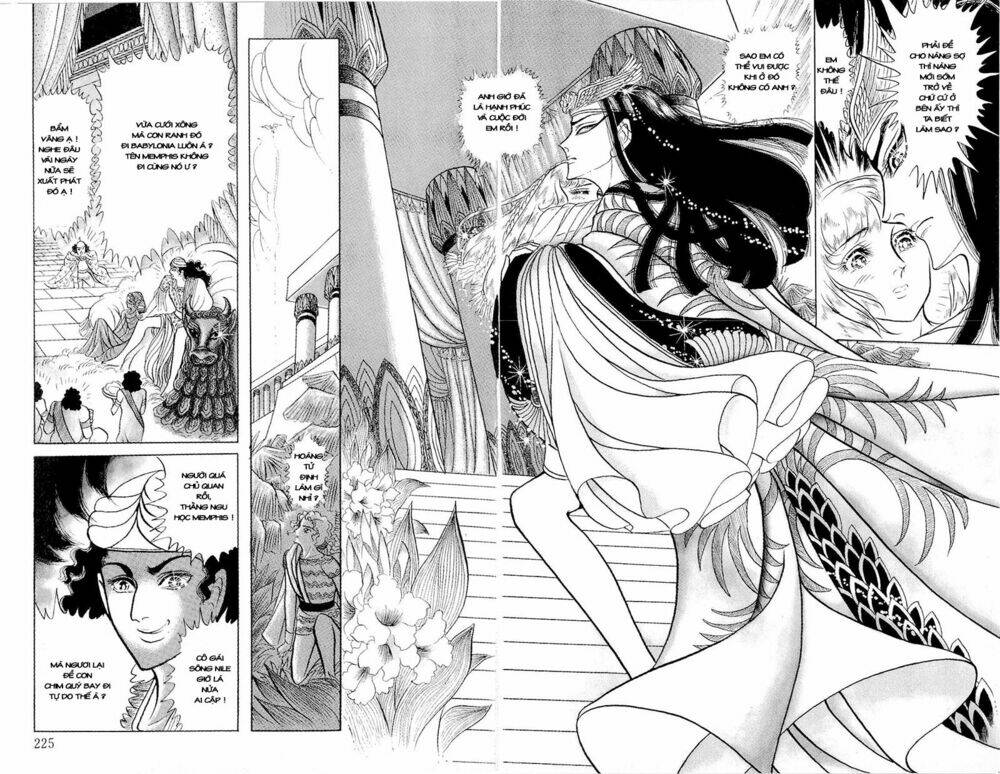 PHẢI ĐỂ
CHO NÀNG SỢ
THÌ NÀNG
MỚI SỚM
TRỞ VỀ
CHỨ CỨ Ở
BÊN ẤY THÌ
TA BIẾT
LÀM SAO ?
EM
KHÔNG
THỂ
ĐÂU !
SAO EM CÓ
THỂ VUI ĐƯỢC
KHI Ở ĐÓ
KHÔNG CÓ ANH ?
ANH GIỜ ĐÃ
LÀ HẠNH PHÚC
VÀ CUỘC ĐỜI
EM RỒI !
HOÀNG
TỬ
ĐỊNH
LÀM GÌ
NHỈ ?
VỪA CƯỚI XONG
MÀ CON RANH ĐÓ
ĐI BABYLONIA LUÔN Á ?
TÊN MEMPHIS KHÔNG
ĐI CÙNG NÓ Ư ?
BẨM
VÂNG Ạ !
NGHE ĐÂU
VÀI NGÀY
NỮA SẼ
XUẤT PHÁT
ĐÓ Ạ !
NGƯƠI QUÁ
CHỦ QUAN
RỒI,
THẰNG NGU
HỌC MEMPHIS !
CÔ GÁI
SÔNG NILE
GIỜ LÀ
NỬA
AI CẬP !
MÀ NGƯƠI LẠI
ĐỂ CON
CHIM QUÝ BAY ĐI
TỰ DO THẾ Á ?
225